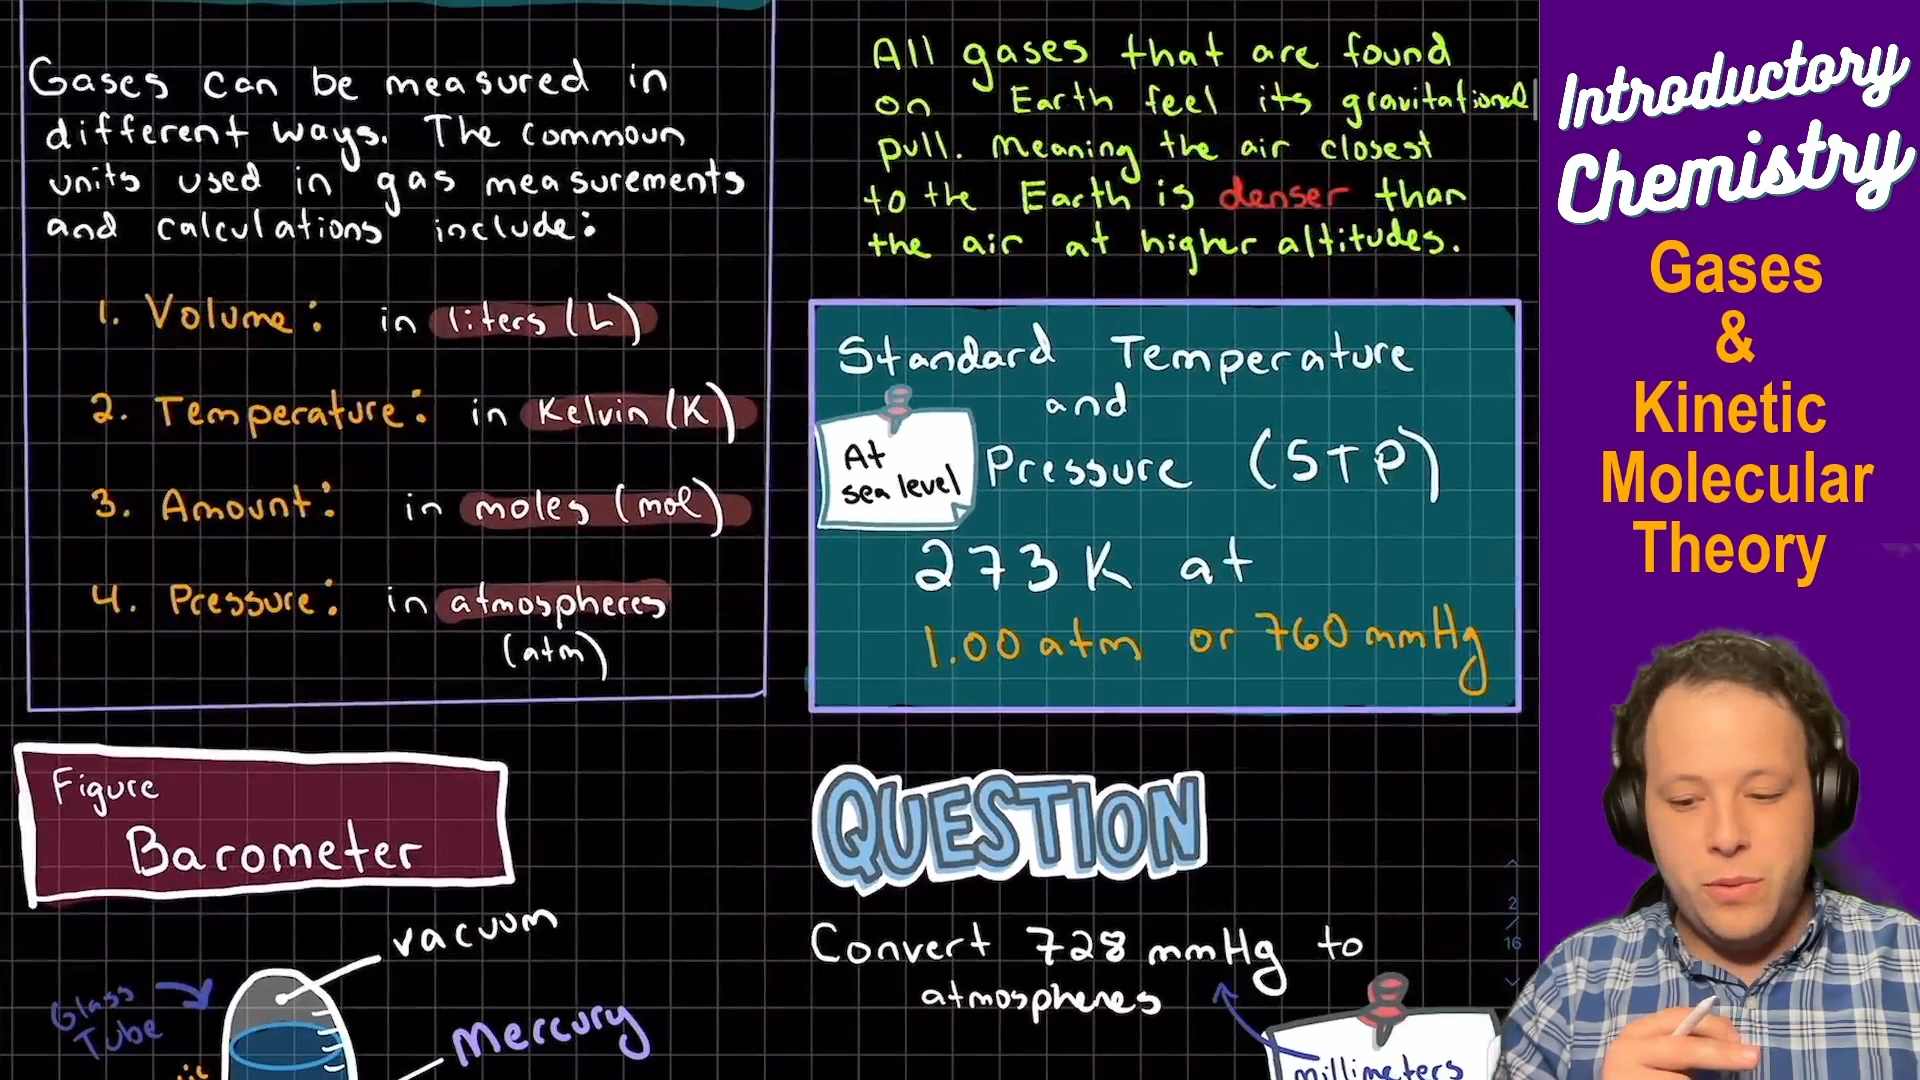 Gases can be measured in
different ways. The commoun
units used in gas measurements
and calculations include:
1. Volume: in liters (L)
2. Temperature: in Kelvin (K)
3. Amount: in moles (mol)
4. Pressure: in atmospheres
(atm)
Figure
Barometer
vacuum
Glass
Tube
Mercury
All gases that are found
on Earth feel its gravitational
pull. Meaning the air closest
to the Earth is denser than
the air at higher altitudes.
Standard Temperature
and
At
sea level
Pressure (STP)
273 K at
1.00 atm or 760 mmHg
QUESTION
Convert 728 mmHg to
atmospheres
millimeters
2
/
16
Introductory
Chemistry
Gases
&
Kinetic
Molecular
Theory